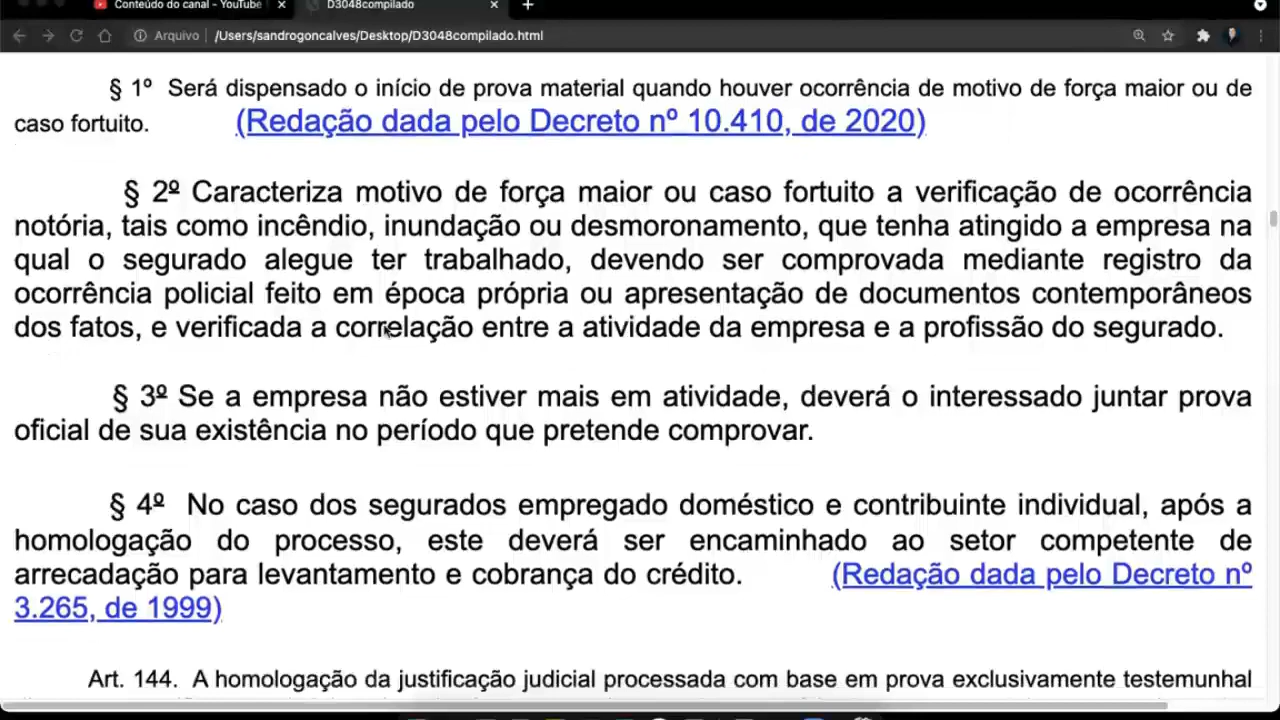 Conteúdo do canal - YouTube
D3048compilado
Arquivo | /Users/sandrogoncalves/Desktop/D3048compilado.html
§ 1º Será dispensado o início de prova material quando houver ocorrência de motivo de força maior ou de
caso fortuito. (Redação dada pelo Decreto nº 10.410, de 2020)
§ 2º Caracteriza motivo de força maior ou caso fortuito a verificação de ocorrência
notória, tais como incêndio, inundação ou desmoronamento, que tenha atingido a empresa na
qual o segurado alegue ter trabalhado, devendo ser comprovada mediante registro da
ocorrência policial feito em época própria ou apresentação de documentos contemporâneos
dos fatos, e verificada a correlação entre a atividade da empresa e a profissão do segurado.
§ 3º Se a empresa não estiver mais em atividade, deverá o interessado juntar prova
oficial de sua existência no período que pretende comprovar.
§ 4º No caso dos segurados empregado doméstico e contribuinte individual, após a
homologação do processo, este deverá ser encaminhado ao setor competente de
arrecadação para levantamento e cobrança do crédito. (Redação dada pelo Decreto nº
3.265, de 1999)
Art. 144. A homologação da justificação judicial processada com base em prova exclusivamente testemunhal